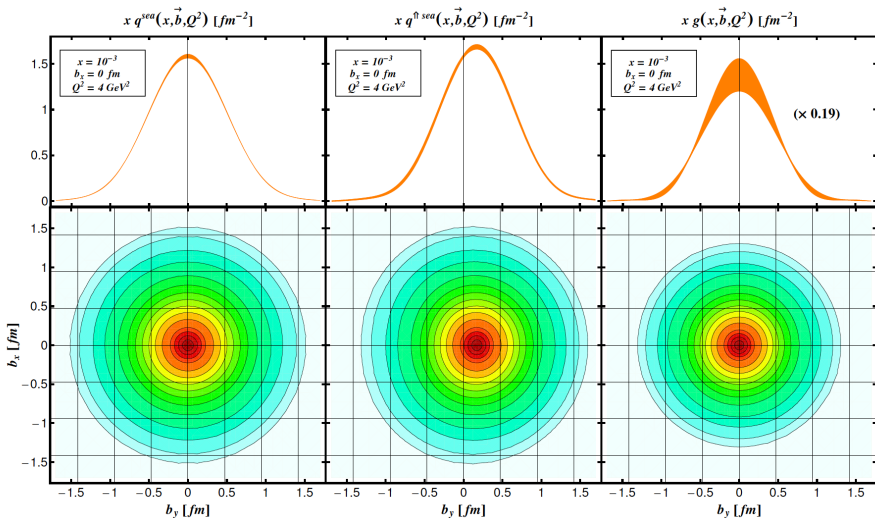 x q^sea(x,b⃗,Q²) [fm⁻²]
x q^⇑ sea(x,b⃗,Q²) [fm⁻²]
x g(x,b⃗,Q²) [fm⁻²]
x = 10⁻³
bₓ = 0 fm
Q² = 4 GeV²
x = 10⁻³
bₓ = 0 fm
Q² = 4 GeV²
x = 10⁻³
bₓ = 0 fm
Q² = 4 GeV²
(× 0.19)
1.5
1
0.5
0
1.5
1
0.5
0
−0.5
−1
−1.5
bₓ [fm]
−1.5 −1 −0.5 0 0.5 1 1.5 −1.5 −1 −0.5 0 0.5 1 1.5 −1.5 −1 −0.5 0 0.5 1 1.5
b_y [fm] b_y [fm] b_y [fm]